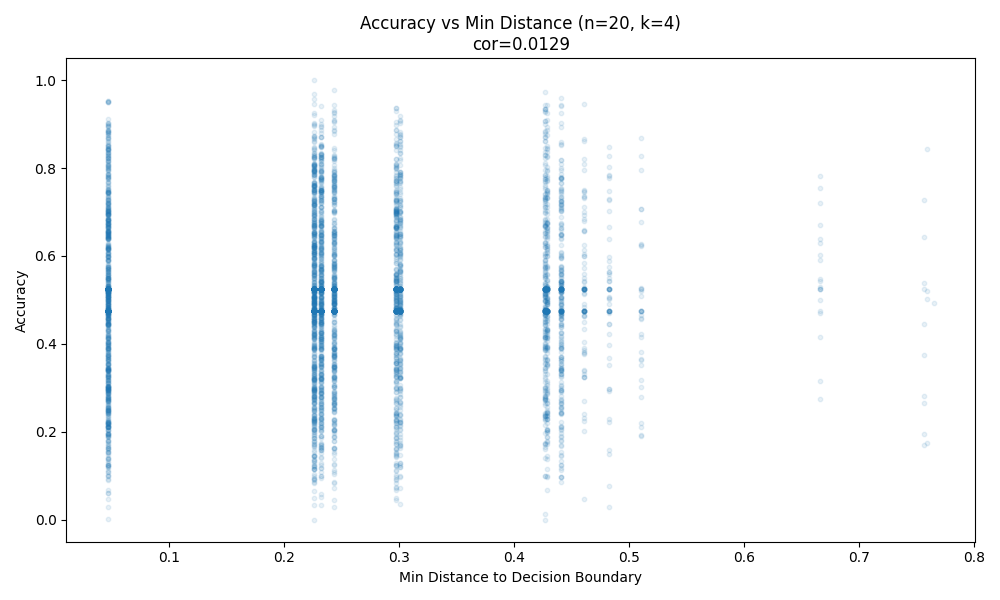 Accuracy vs Min Distance (n=20, k=4)
cor=0.0129
Accuracy
1.0
0.8
0.6
0.4
0.2
0.0
0.1 0.2 0.3 0.4 0.5 0.6 0.7 0.8
Min Distance to Decision Boundary